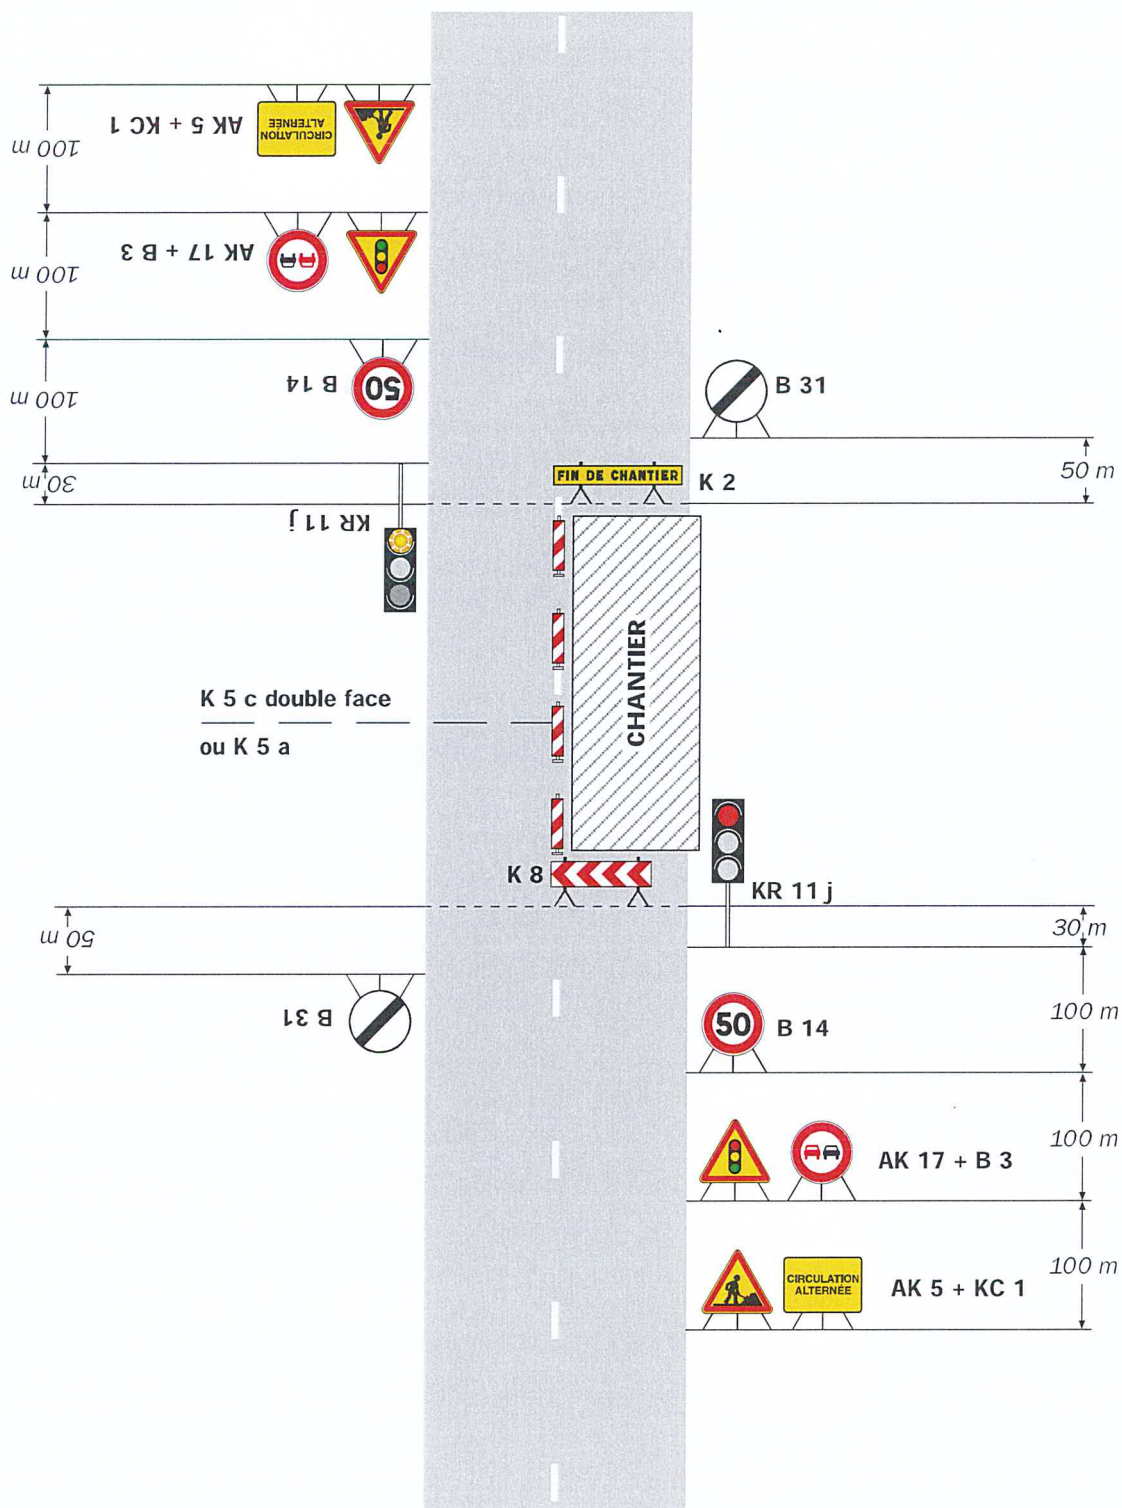 CIRCULATION
ALTERNÉE
AK 5 + KC 1
100 m
AK 17 + B 3
100 m
50
B 14
100 m
B 31
50 m
FIN DE CHANTIER
K 2
30 m
KR 11 j
CHANTIER
K 5 c double face
ou K 5 a
K 8
KR 11 j
30 m
50 m
B 31
50
B 14
100 m
AK 17 + B 3
100 m
CIRCULATION
ALTERNÉE
AK 5 + KC 1
100 m